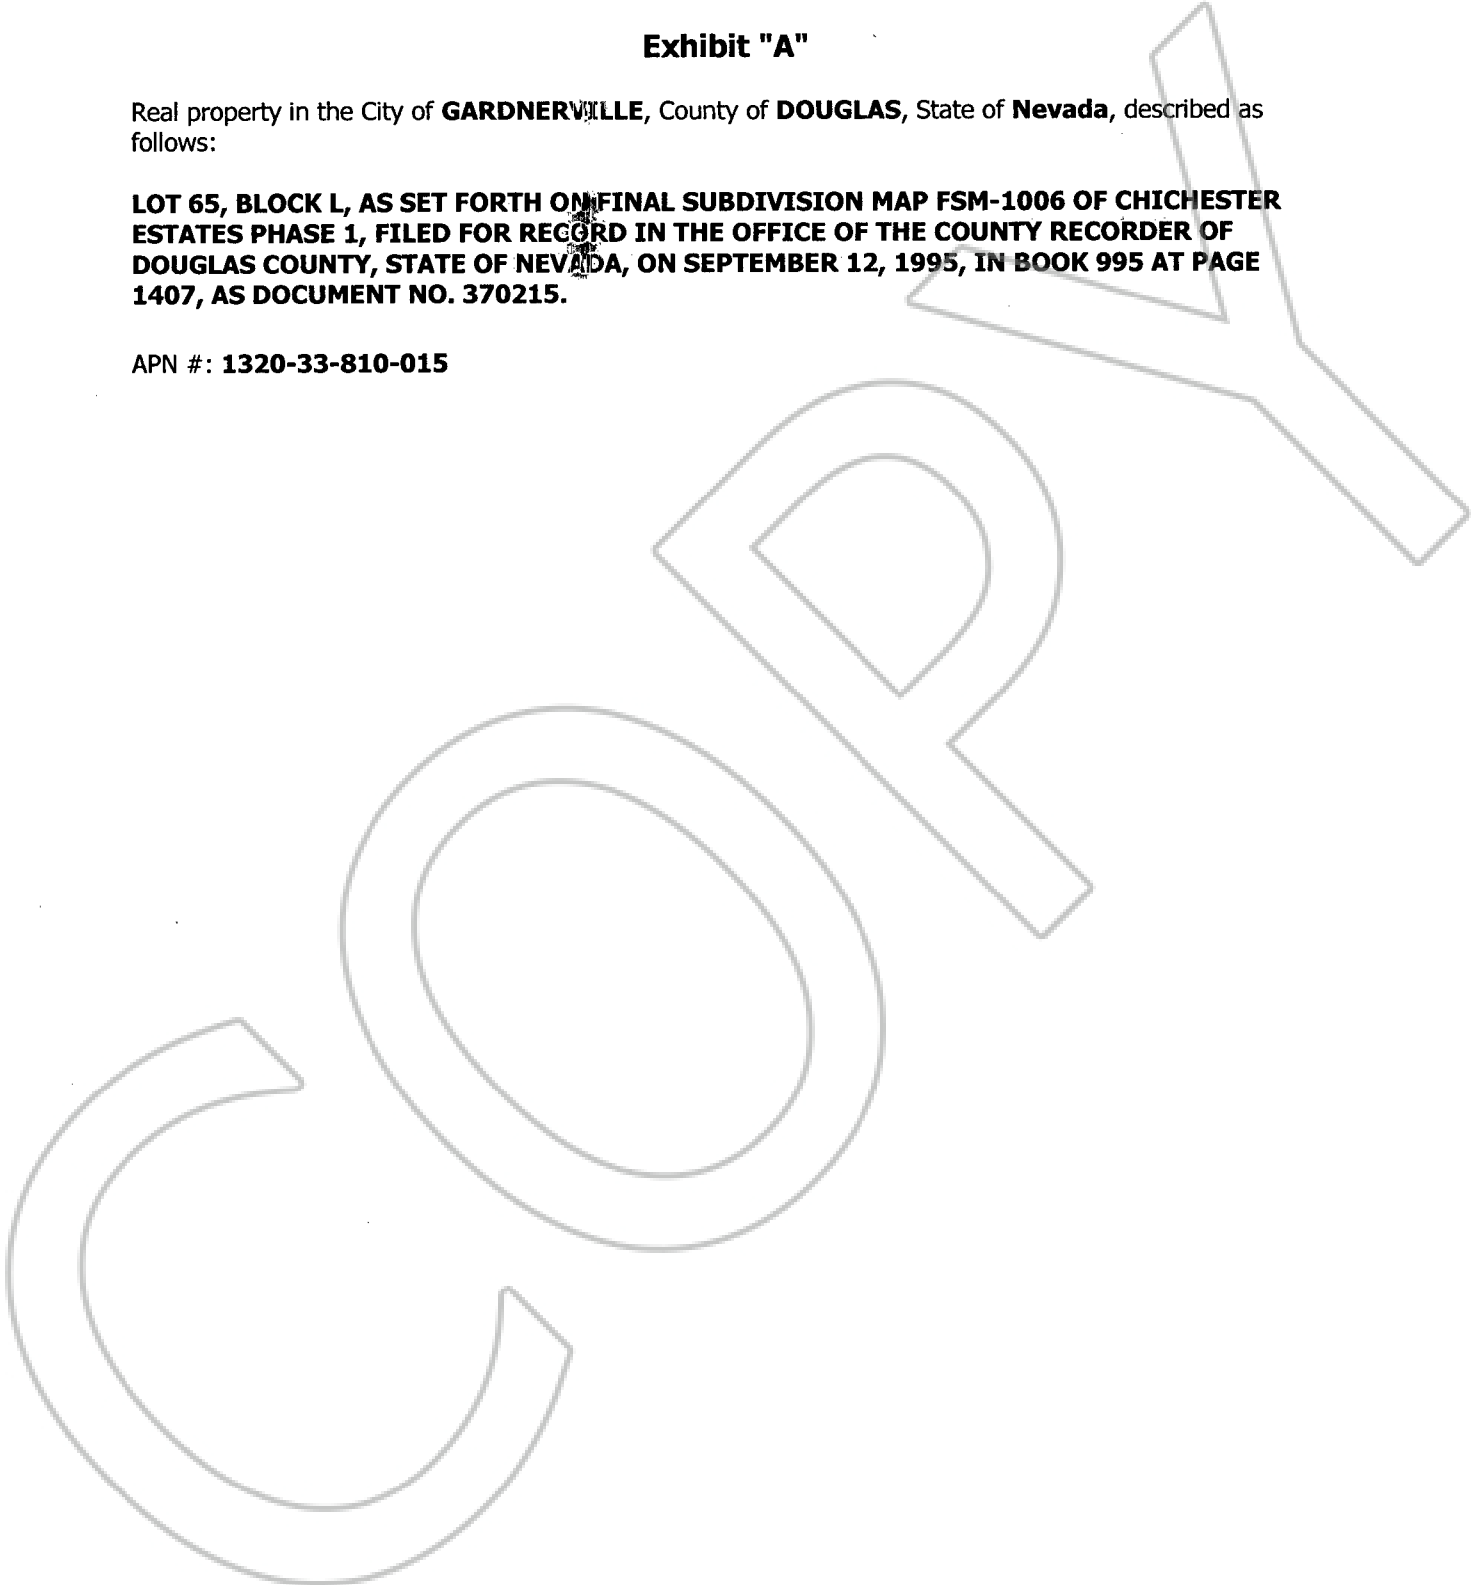 Exhibit "A"
Real property in the City of GARDNERVILLE, County of DOUGLAS, State of Nevada, described as
follows:
LOT 65, BLOCK L, AS SET FORTH ON FINAL SUBDIVISION MAP FSM-1006 OF CHICHESTER
ESTATES PHASE 1, FILED FOR RECORD IN THE OFFICE OF THE COUNTY RECORDER OF
DOUGLAS COUNTY, STATE OF NEVADA, ON SEPTEMBER 12, 1995, IN BOOK 995 AT PAGE
1407, AS DOCUMENT NO. 370215.
APN #: 1320-33-810-015
COPY